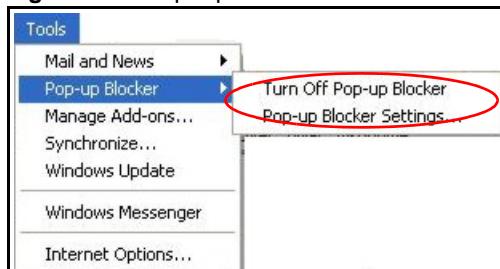 Tools
Mail and News
Pop-up Blocker
Turn Off Pop-up Blocker
Manage Add-ons...
Pop-up Blocker Settings...
Synchronize...
Windows Update
Windows Messenger
Internet Options...